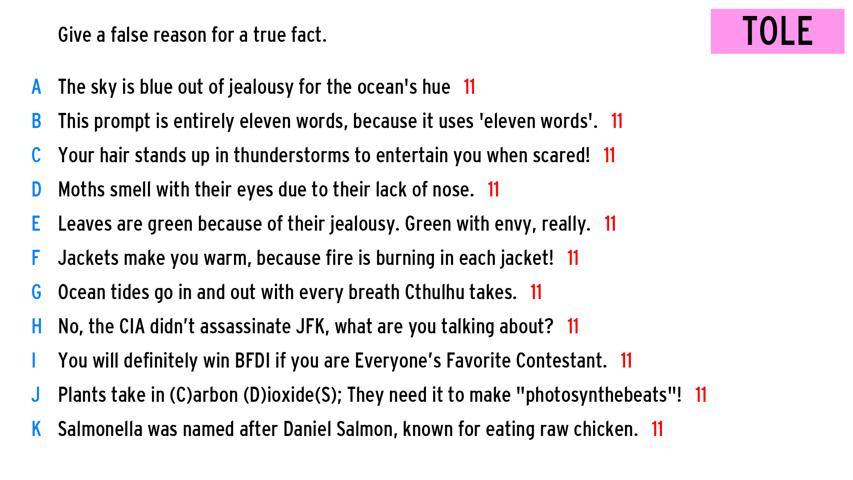 Give a false reason for a true fact.
TOLE
A The sky is blue out of jealousy for the ocean's hue 11
B This prompt is entirely eleven words, because it uses 'eleven words'. 11
C Your hair stands up in thunderstorms to entertain you when scared! 11
D Moths smell with their eyes due to their lack of nose. 11
E Leaves are green because of their jealousy. Green with envy, really. 11
F Jackets make you warm, because fire is burning in each jacket! 11
G Ocean tides go in and out with every breath Cthulhu takes. 11
H No, the CIA didn’t assassinate JFK, what are you talking about? 11
I You will definitely win BFDI if you are Everyone’s Favorite Contestant. 11
J Plants take in (C)arbon (D)ioxide(S); They need it to make "photosynthebeats"! 11
K Salmonella was named after Daniel Salmon, known for eating raw chicken. 11